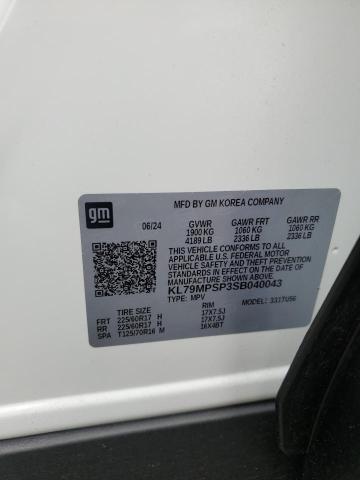 MFD BY GM KOREA COMPANY
gm
06/24 GVWR GAWR FRT GAWR RR
1900 KG 1060 KG 1060 KG
4189 LB 2336 LB 2336 LB
THIS VEHICLE CONFORMS TO ALL
APPLICABLE U.S. FEDERAL MOTOR
VEHICLE SAFETY AND THEFT PREVENTION
STANDARDS IN EFFECT ON THE DATE OF
MANUFACTURE SHOWN ABOVE.
KL79MPSP3SB040043
TYPE: MPV MODEL:
RIM
FRT 225/60R17 H 17X7.5J
RR 225/60R17 H 17X7.5J
SPA T125/70R16 M 16X4BT